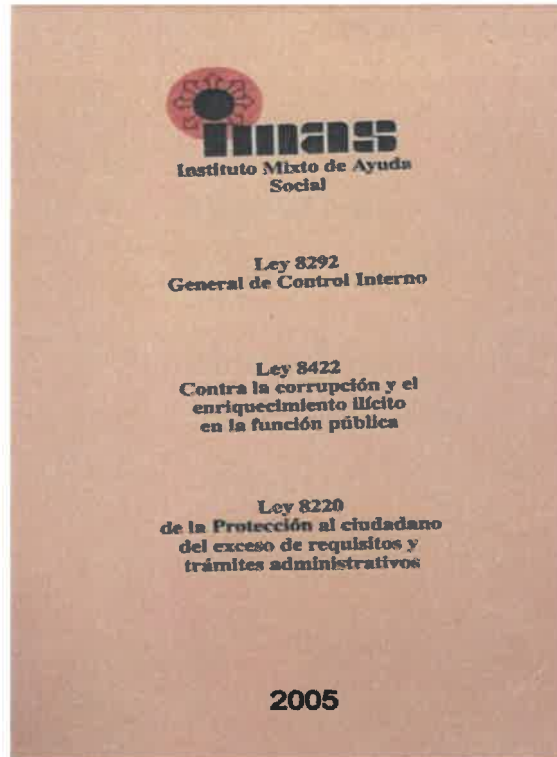 imas
Instituto Mixto de Ayuda
Social
Ley 8292
General de Control Interno
Ley 8422
Contra la corrupción y el
enriquecimiento ilícito
en la función pública
Ley 8220
de la Protección al ciudadano
del exceso de requisitos y
trámites administrativos
2005